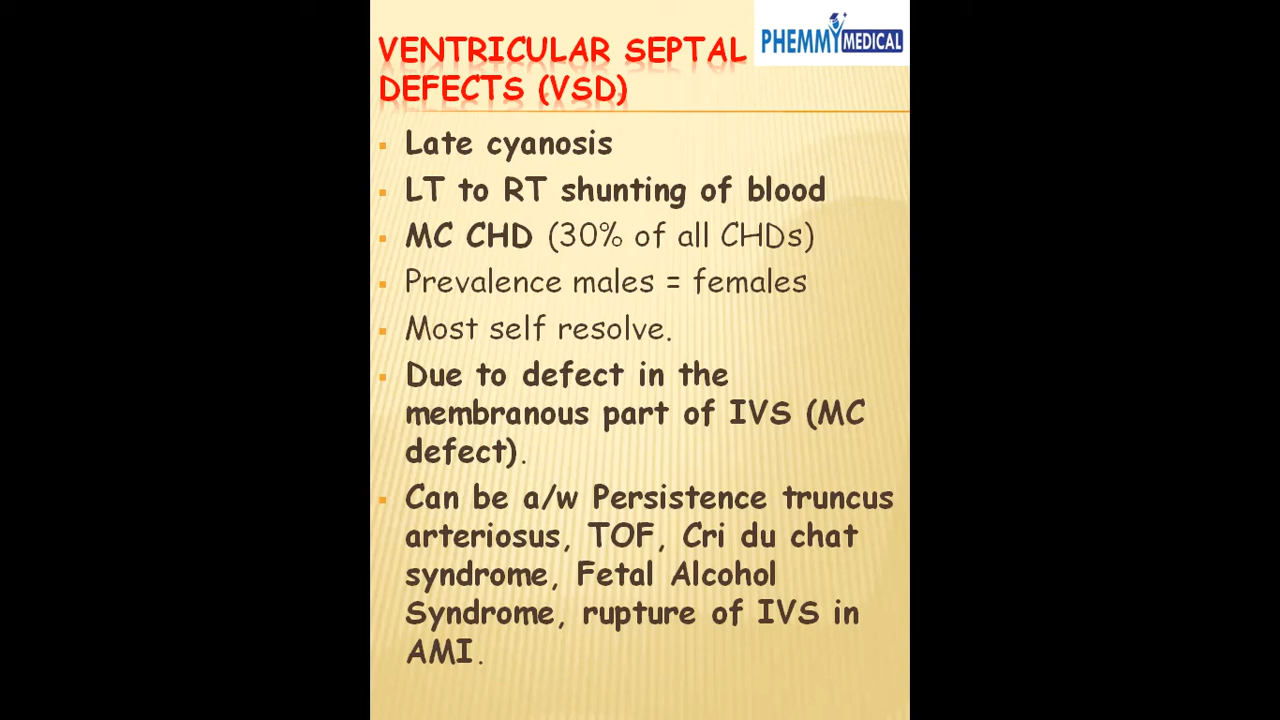 PHEMMY MEDICAL
VENTRICULAR SEPTAL
DEFECTS (VSD)
Late cyanosis
LT to RT shunting of blood
MC CHD (30% of all CHDs)
Prevalence males = females
Most self resolve.
Due to defect in the
membranous part of IVS (MC
defect).
Can be a/w Persistence truncus
arteriosus, TOF, Cri du chat
syndrome, Fetal Alcohol
Syndrome, rupture of IVS in
AMI.